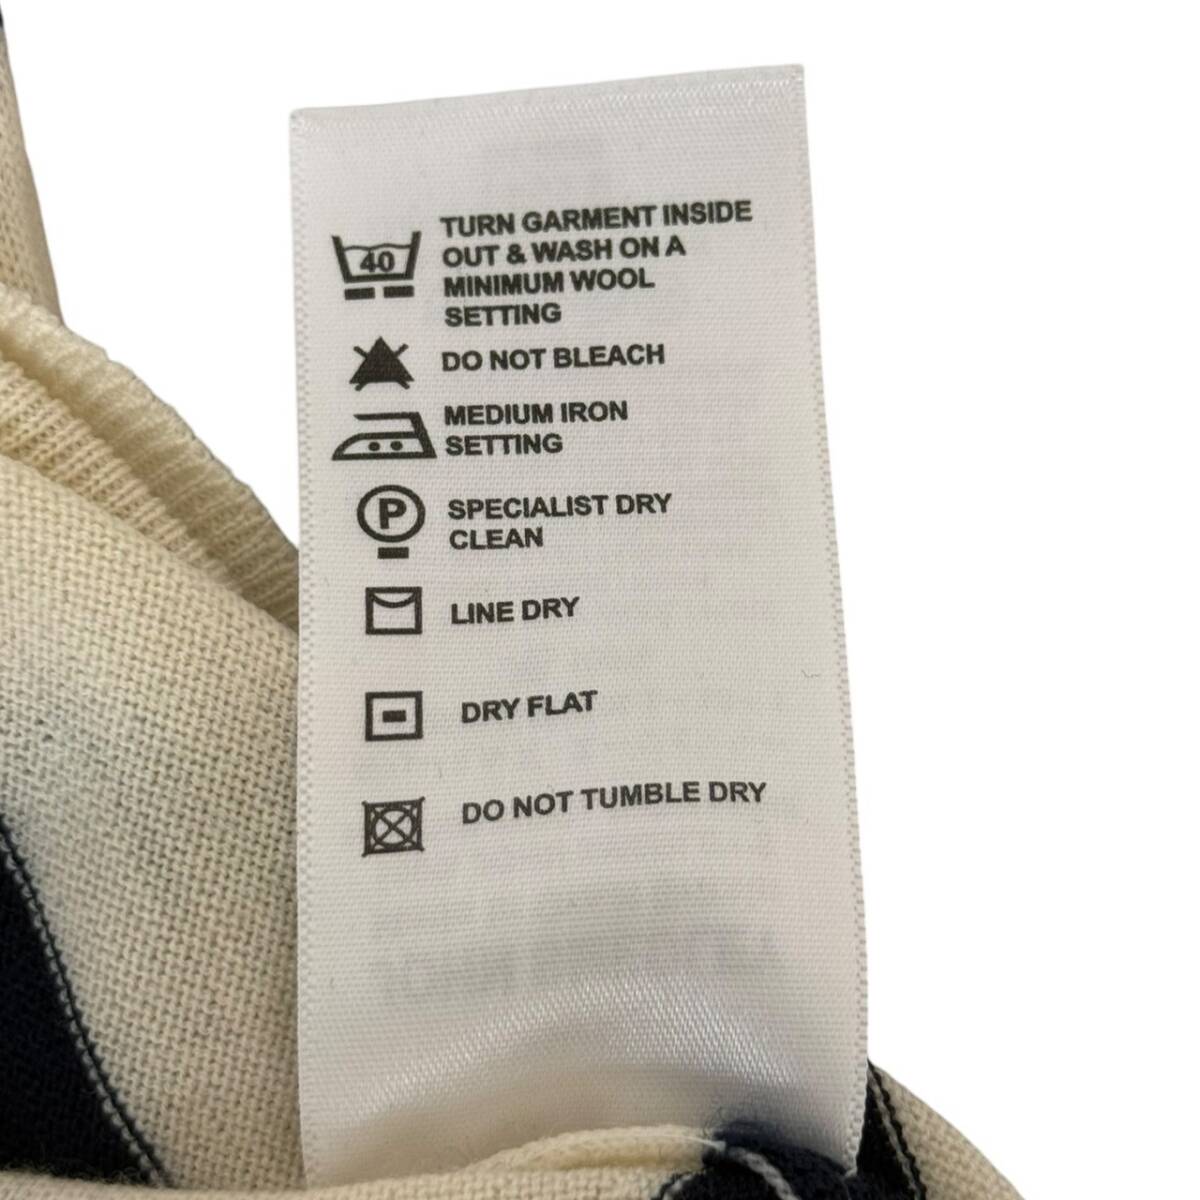 TURN GARMENT INSIDE
40 OUT & WASH ON A
MINIMUM WOOL
SETTING
DO NOT BLEACH
MEDIUM IRON
SETTING
P SPECIALIST DRY
CLEAN
LINE DRY
DRY FLAT
DO NOT TUMBLE DRY